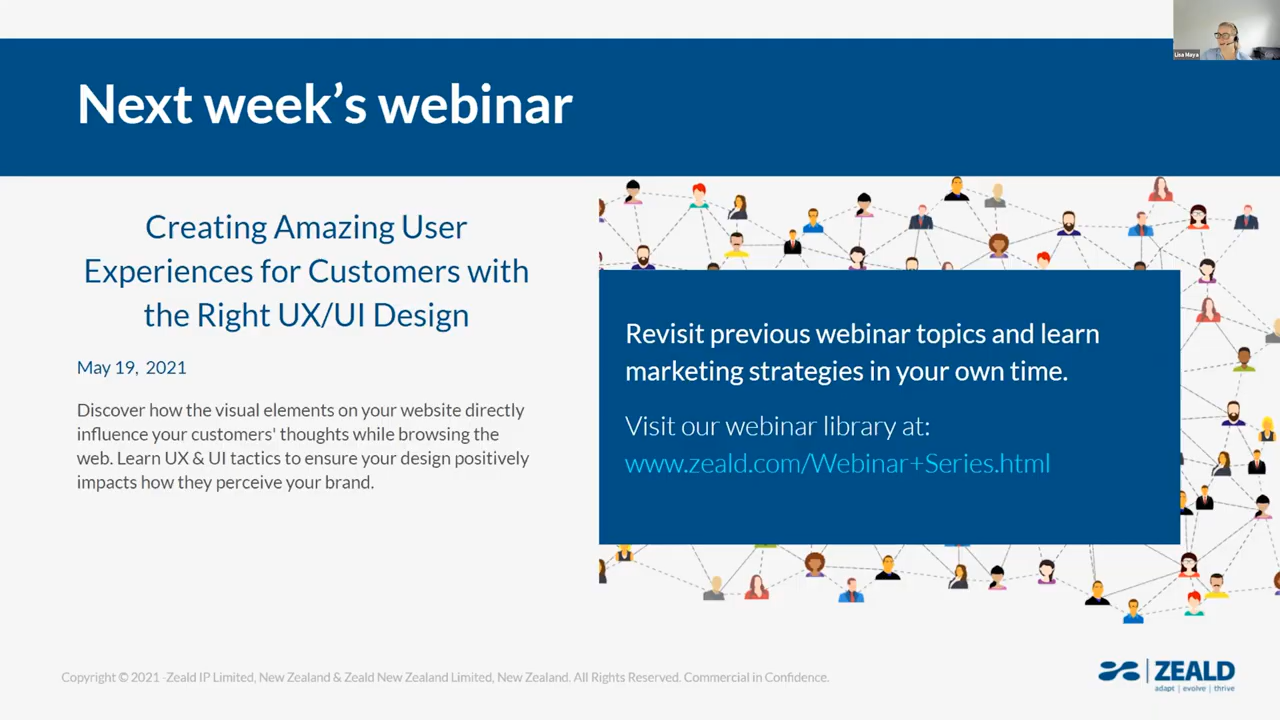 Lisa Maya
Next week’s webinar
Creating Amazing User
Experiences for Customers with
the Right UX/UI Design
May 19, 2021
Discover how the visual elements on your website directly
influence your customers' thoughts while browsing the
web. Learn UX & UI tactics to ensure your design positively
impacts how they perceive your brand.
Revisit previous webinar topics and learn
marketing strategies in your own time.
Visit our webinar library at:
www.zeald.com/Webinar+Series.html
Copyright © 2021 -Zeald IP Limited, New Zealand & Zeald New Zealand Limited, New Zealand. All Rights Reserved. Commercial in Confidence.
ZEALD
adapt | evolve | thrive